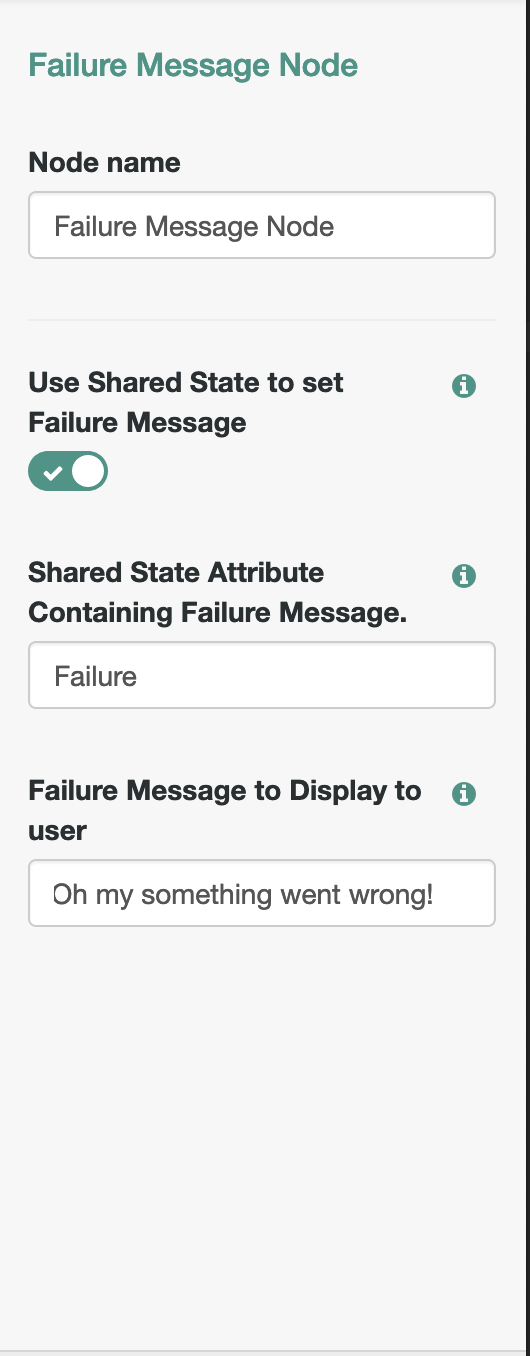 Failure Message Node
Node name
Failure Message Node
Use Shared State to set
Failure Message
Shared State Attribute
Containing Failure Message.
Failure
Failure Message to Display to
user
Oh my something went wrong!